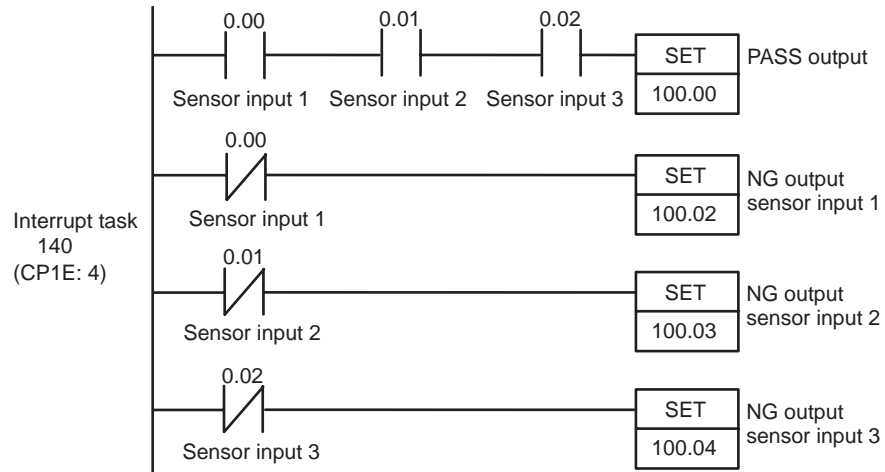 0.00 0.01 0.02
SET PASS output
Sensor input 1 Sensor input 2 Sensor input 3 100.00
0.00
SET NG output
sensor input 1
Sensor input 1 100.02
Interrupt task
140
(CP1E: 4)
0.01
SET NG output
sensor input 2
Sensor input 2 100.03
0.02
SET NG output
sensor input 3
Sensor input 3 100.04